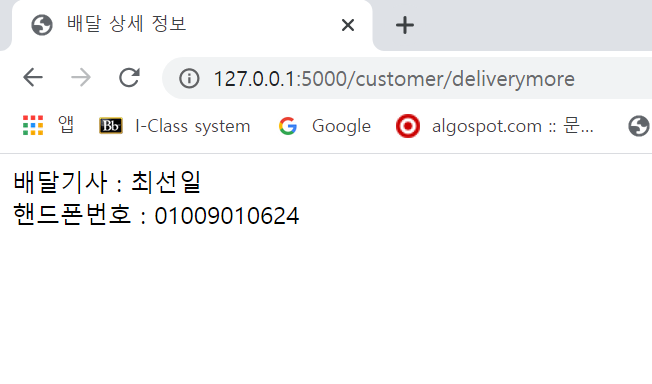 배달 상세 정보
127.0.0.1:5000/customer/deliverymore
앱 Bb I-Class system Google algospot.com :: 문...
배달기사 : 최선일
핸드폰번호 : 01009010624